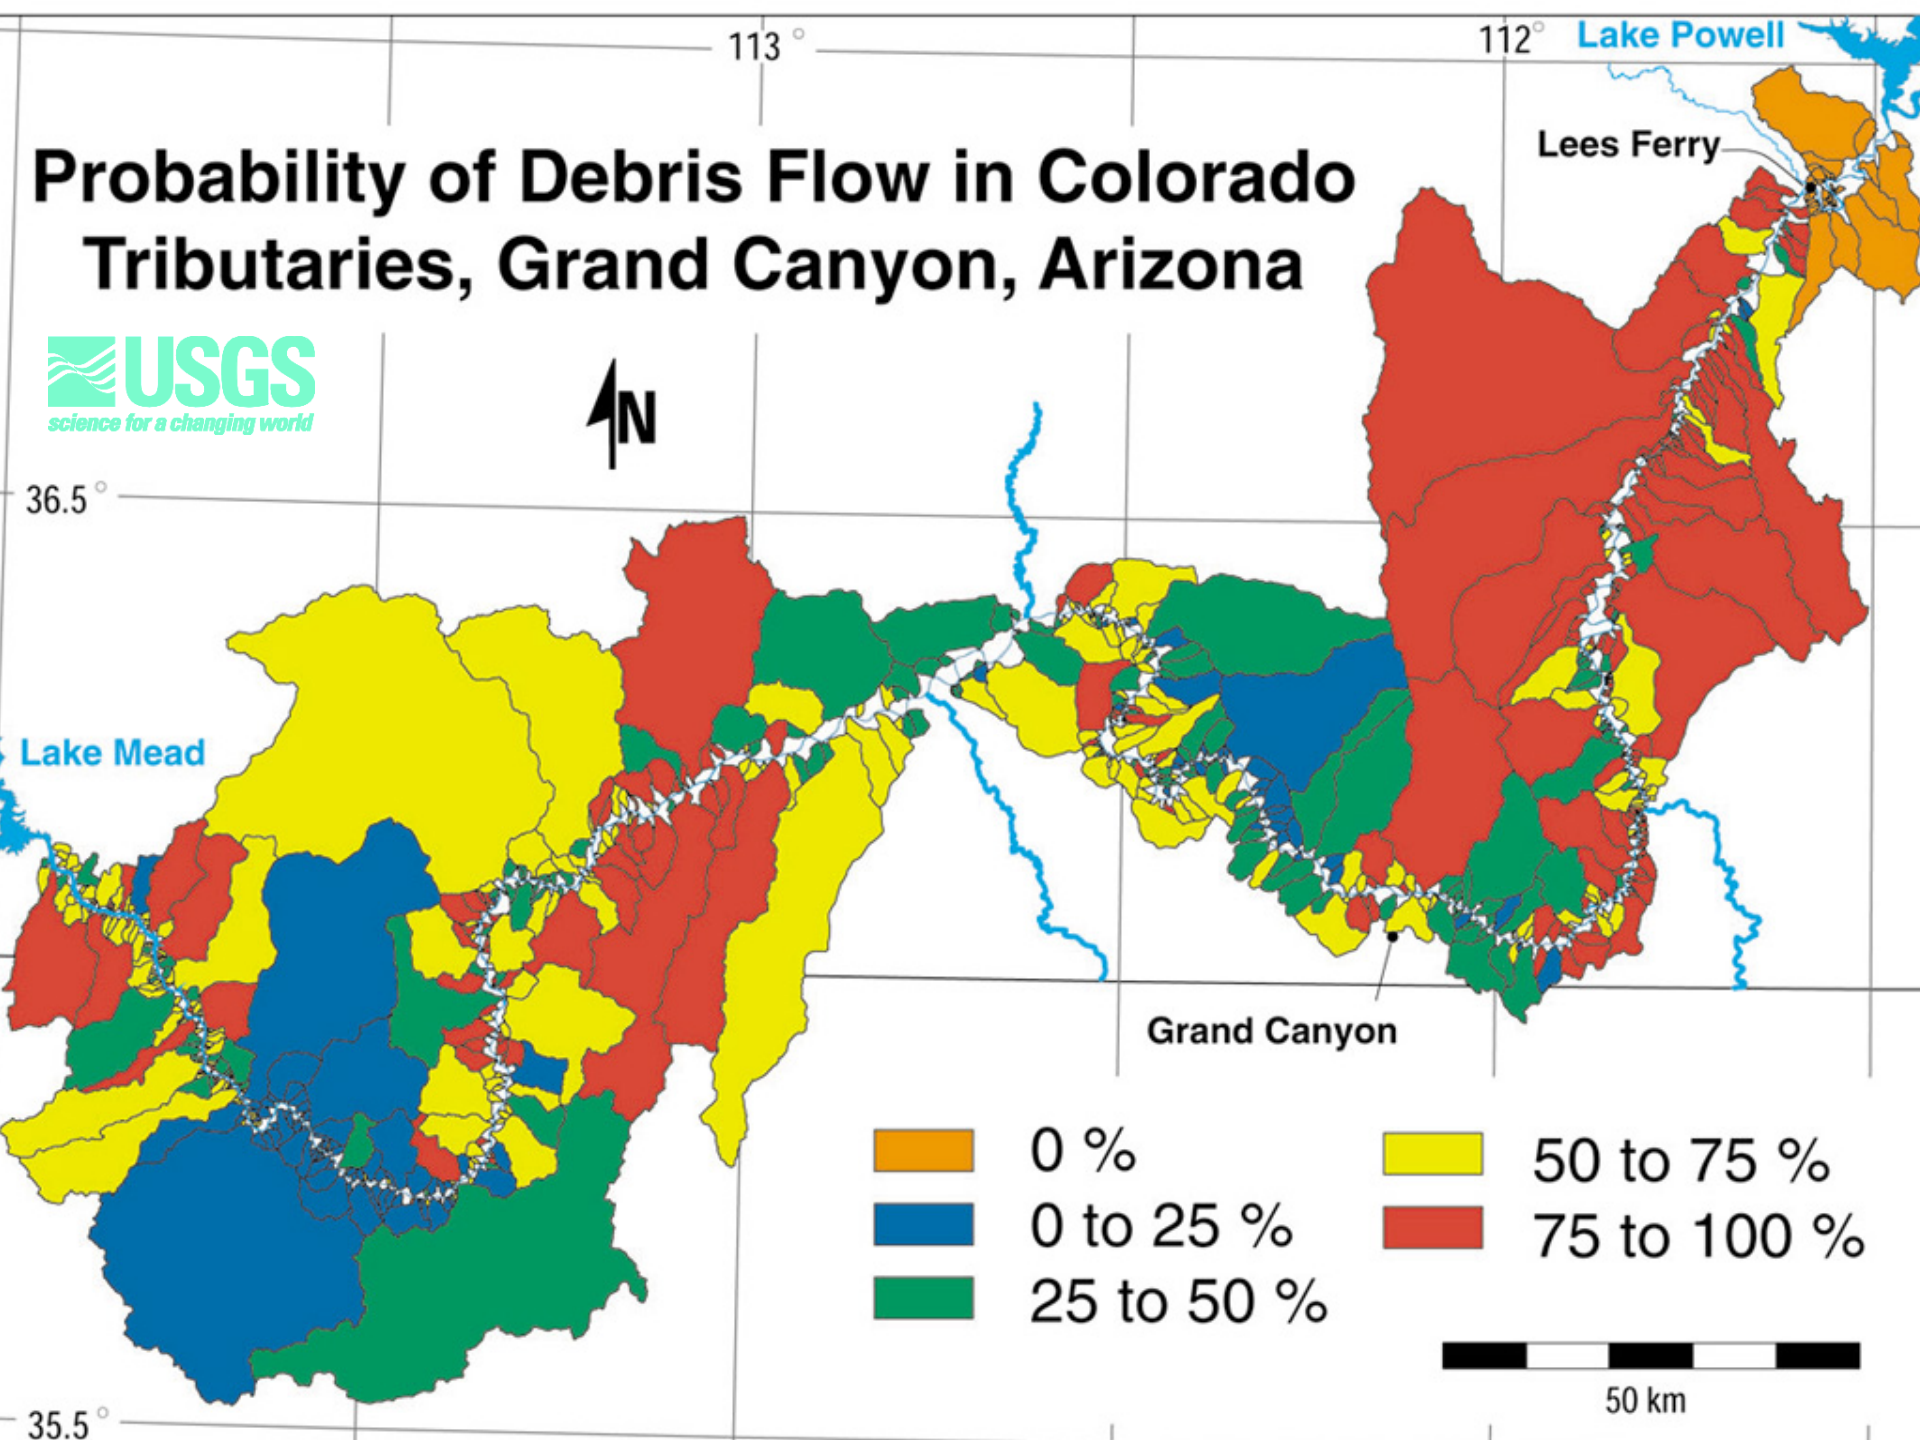 113°
112°
Lake Powell
Lees Ferry
Probability of Debris Flow in Colorado
Tributaries, Grand Canyon, Arizona
USGS
science for a changing world
N
36.5°
Lake Mead
Grand Canyon
0 %
0 to 25 %
25 to 50 %
50 to 75 %
75 to 100 %
50 km
35.5°